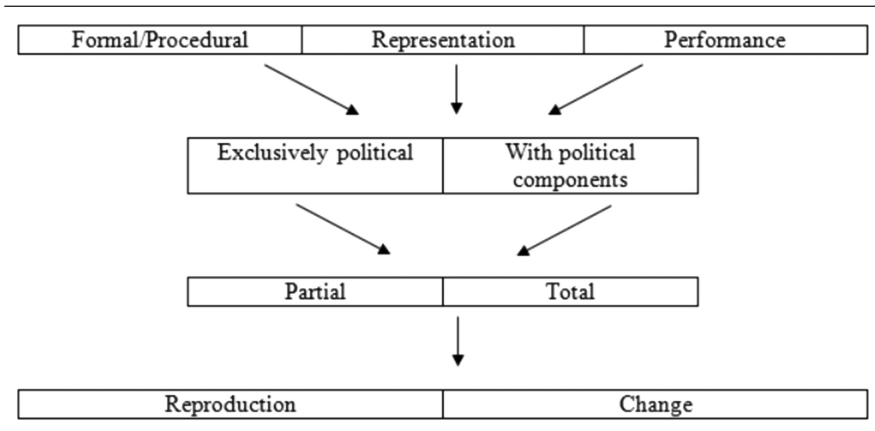 Formal/Procedural Representation Performance
Exclusively political With political
components
Partial Total
Reproduction Change